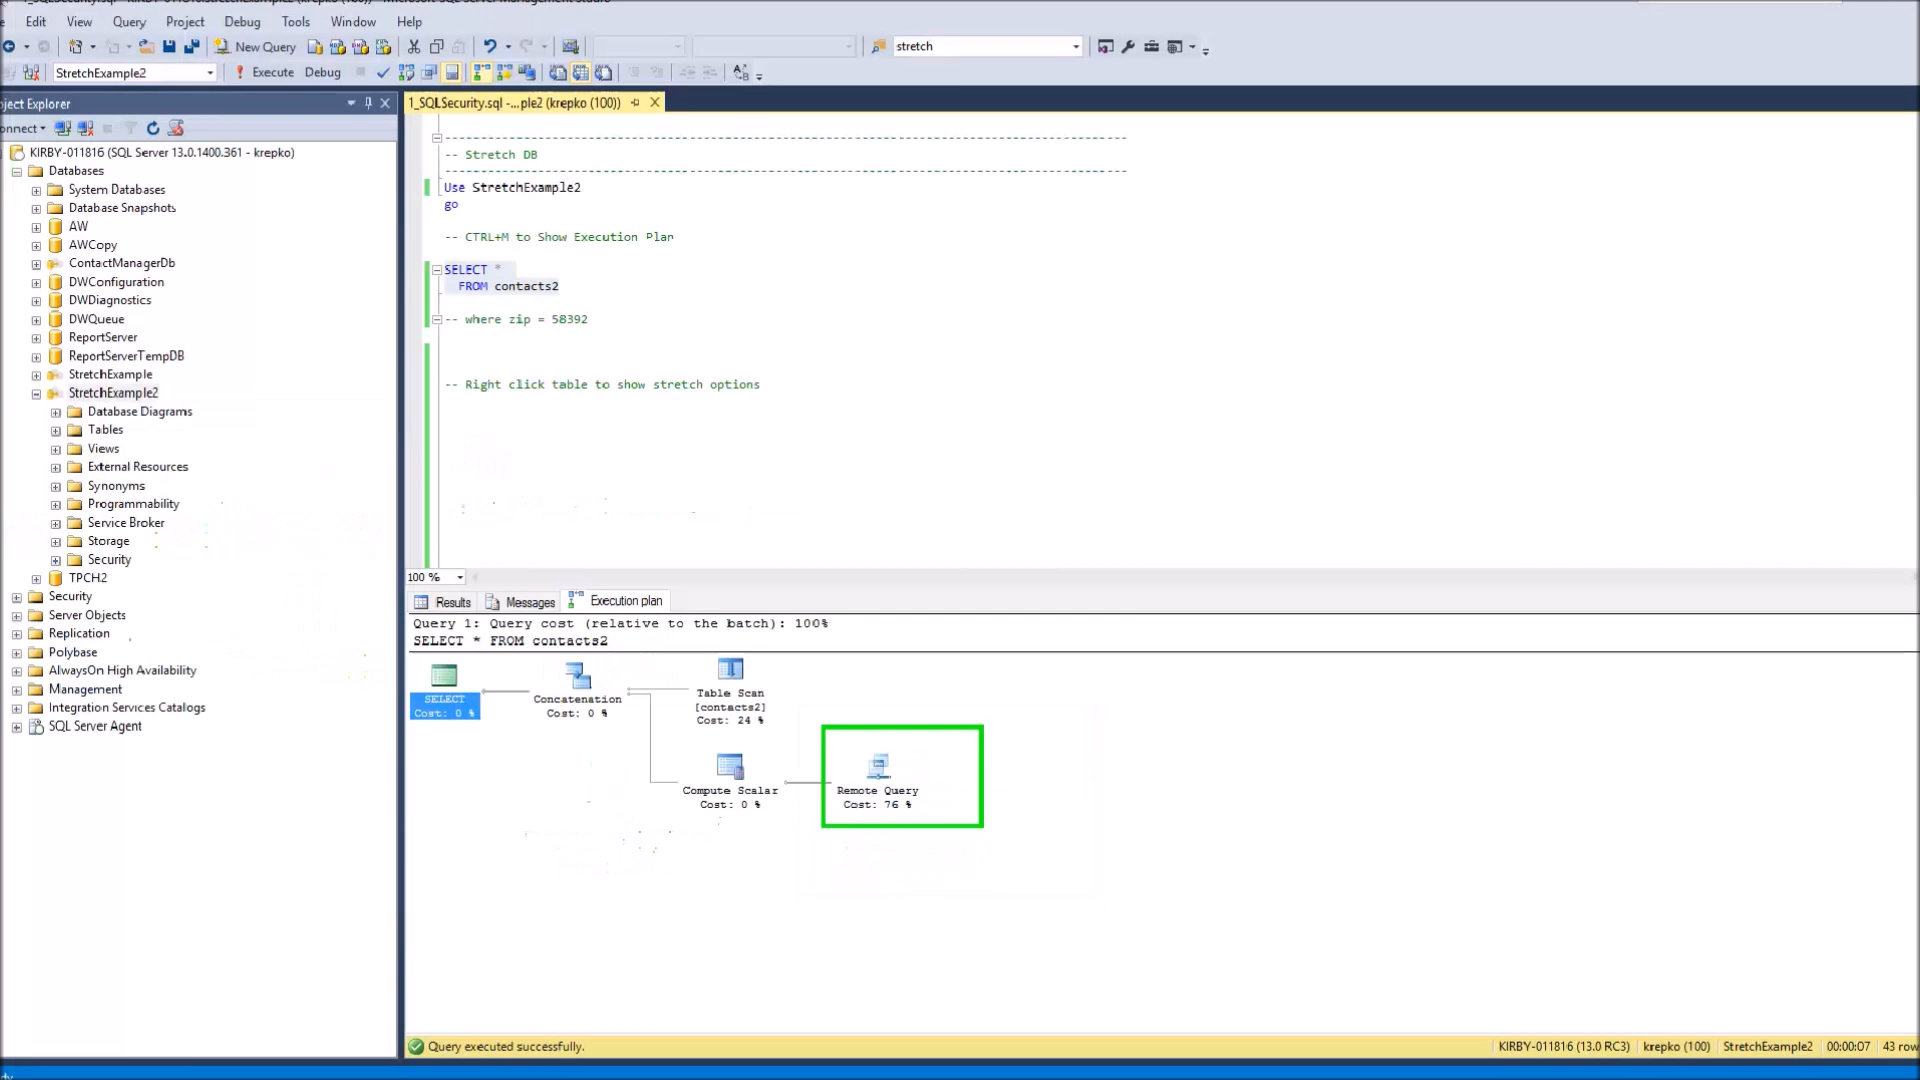 Edit View Query Project Debug Tools Window Help
New Query stretch
StretchExample2 Execute Debug
ject Explorer
1_SQLSecurity.sql -...ple2 (krepko (100))
onnect
KIRBY-011816 (SQL Server 13.0.1400.361 - krepko)
Databases
System Databases
Database Snapshots
AW
AWCopy
ContactManagerDb
DWConfiguration
DWDiagnostics
DWQueue
ReportServer
ReportServerTempDB
StretchExample
StretchExample2
Database Diagrams
Tables
Views
External Resources
Synonyms
Programmability
Service Broker
Storage
Security
TPCH2
Security
Server Objects
Replication
Polybase
AlwaysOn High Availability
Management
Integration Services Catalogs
SQL Server Agent
-- Stretch DB
Use StretchExample2
go
-- CTRL+M to Show Execution Plan
SELECT *
FROM contacts2
-- where zip = 58392
-- Right click table to show stretch options
100 %
Results Messages Execution plan
Query 1: Query cost (relative to the batch): 100%
SELECT * FROM contacts2
SELECT
Cost: 0 %
Concatenation
Cost: 0 %
Table Scan
[contacts2]
Cost: 24 %
Compute Scalar
Cost: 0 %
Remote Query
Cost: 76 %
Query executed successfully.
KIRBY-011816 (13.0 RC3) krepko (100) StretchExample2 00:00:07 43 row